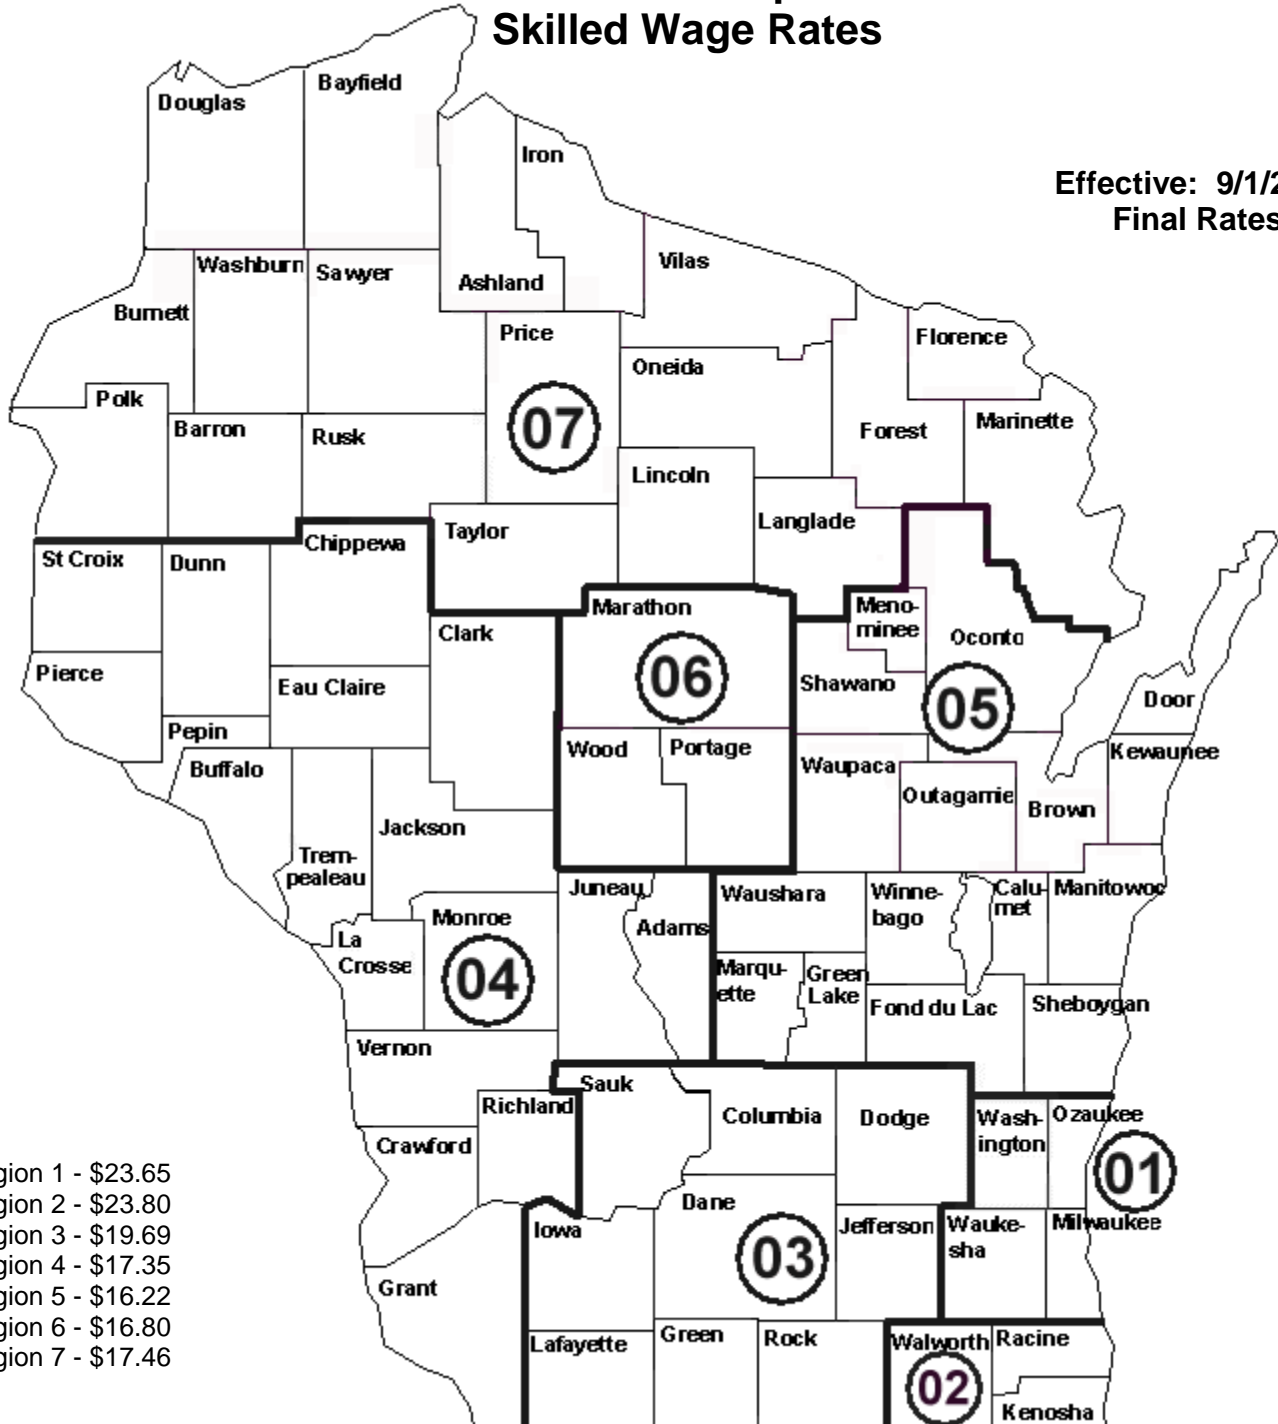 Skilled Wage Rates
Effective: 9/1/2
Final Rates
Douglas
Bayfield
Iron
Ashland
Vilas
Washburn
Sawyer
Burnett
Price
Florence
Oneida
Polk
Barron
Rusk
07
Forest
Marinette
Lincoln
Langlade
Taylor
Chippewa
St Croix
Dunn
Marathon
Meno-
minee
Oconto
Clark
06
Pierce
Eau Claire
Shawano
05
Door
Pepin
Wood
Portage
Kewaunee
Buffalo
Waupaca
Outagamie
Brown
Jackson
Trem-
pealeau
Juneau
Waushara
Winne-
bago
Calu-
met
Manitowoc
Monroe
Adams
La
Crosse
04
Marqu-
ette
Green
Lake
Fond du Lac
Sheboygan
Vernon
Sauk
Richland
Columbia
Dodge
Wash-
ington
Ozaukee
Crawford
01
Dane
Iowa
Jefferson
Wauke-
sha
Milwaukee
03
Grant
Lafayette
Green
Rock
Walworth
Racine
02
Kenosha
gion 1 - $23.65
gion 2 - $23.80
gion 3 - $19.69
gion 4 - $17.35
gion 5 - $16.22
gion 6 - $16.80
gion 7 - $17.46